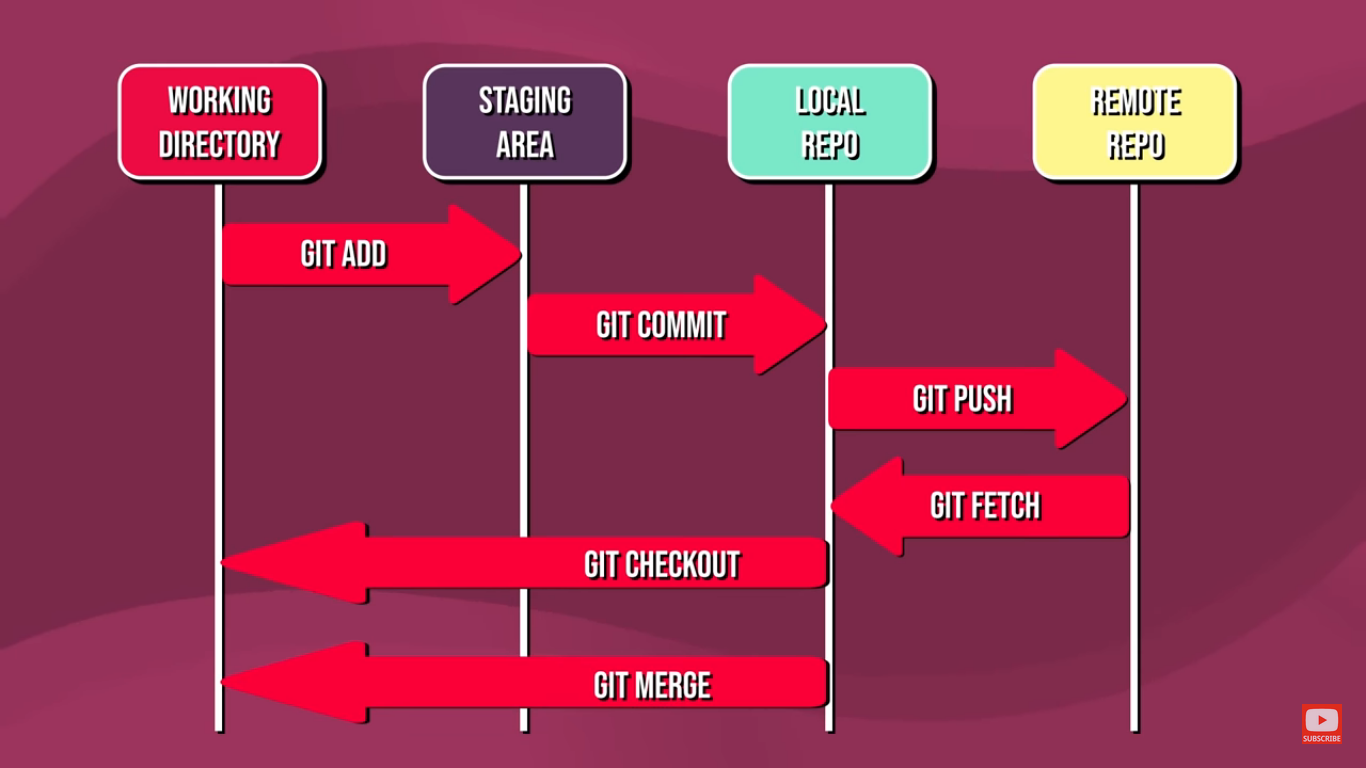 WORKING
DIRECTORY
STAGING
AREA
LOCAL
REPO
REMOTE
REPO
GIT ADD
GIT COMMIT
GIT PUSH
GIT FETCH
GIT CHECKOUT
GIT MERGE
SUBSCRIBE